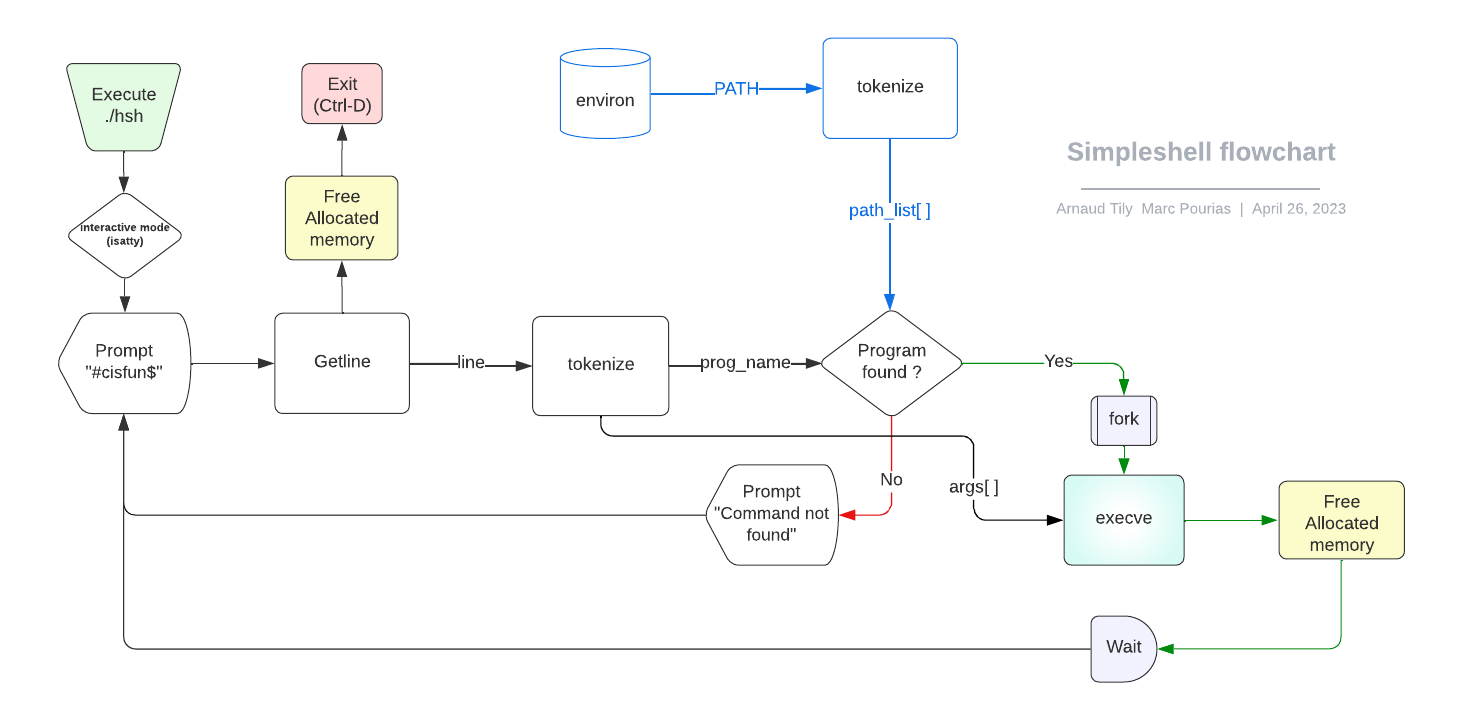 Execute
./hsh
Exit
(Ctrl-D)
environ
PATH
tokenize
Simpleshell flowchart
Arnaud Tily  Marc Pourias  |  April 26, 2023
Free
Allocated
memory
path_list[ ]
Interactive mode
(isatty)
Prompt
"#cisfun$"
Getline
line
tokenize
prog_name
Program
found ?
Yes
fork
No
args[ ]
Prompt
"Command not
found"
execve
Free
Allocated
memory
Wait